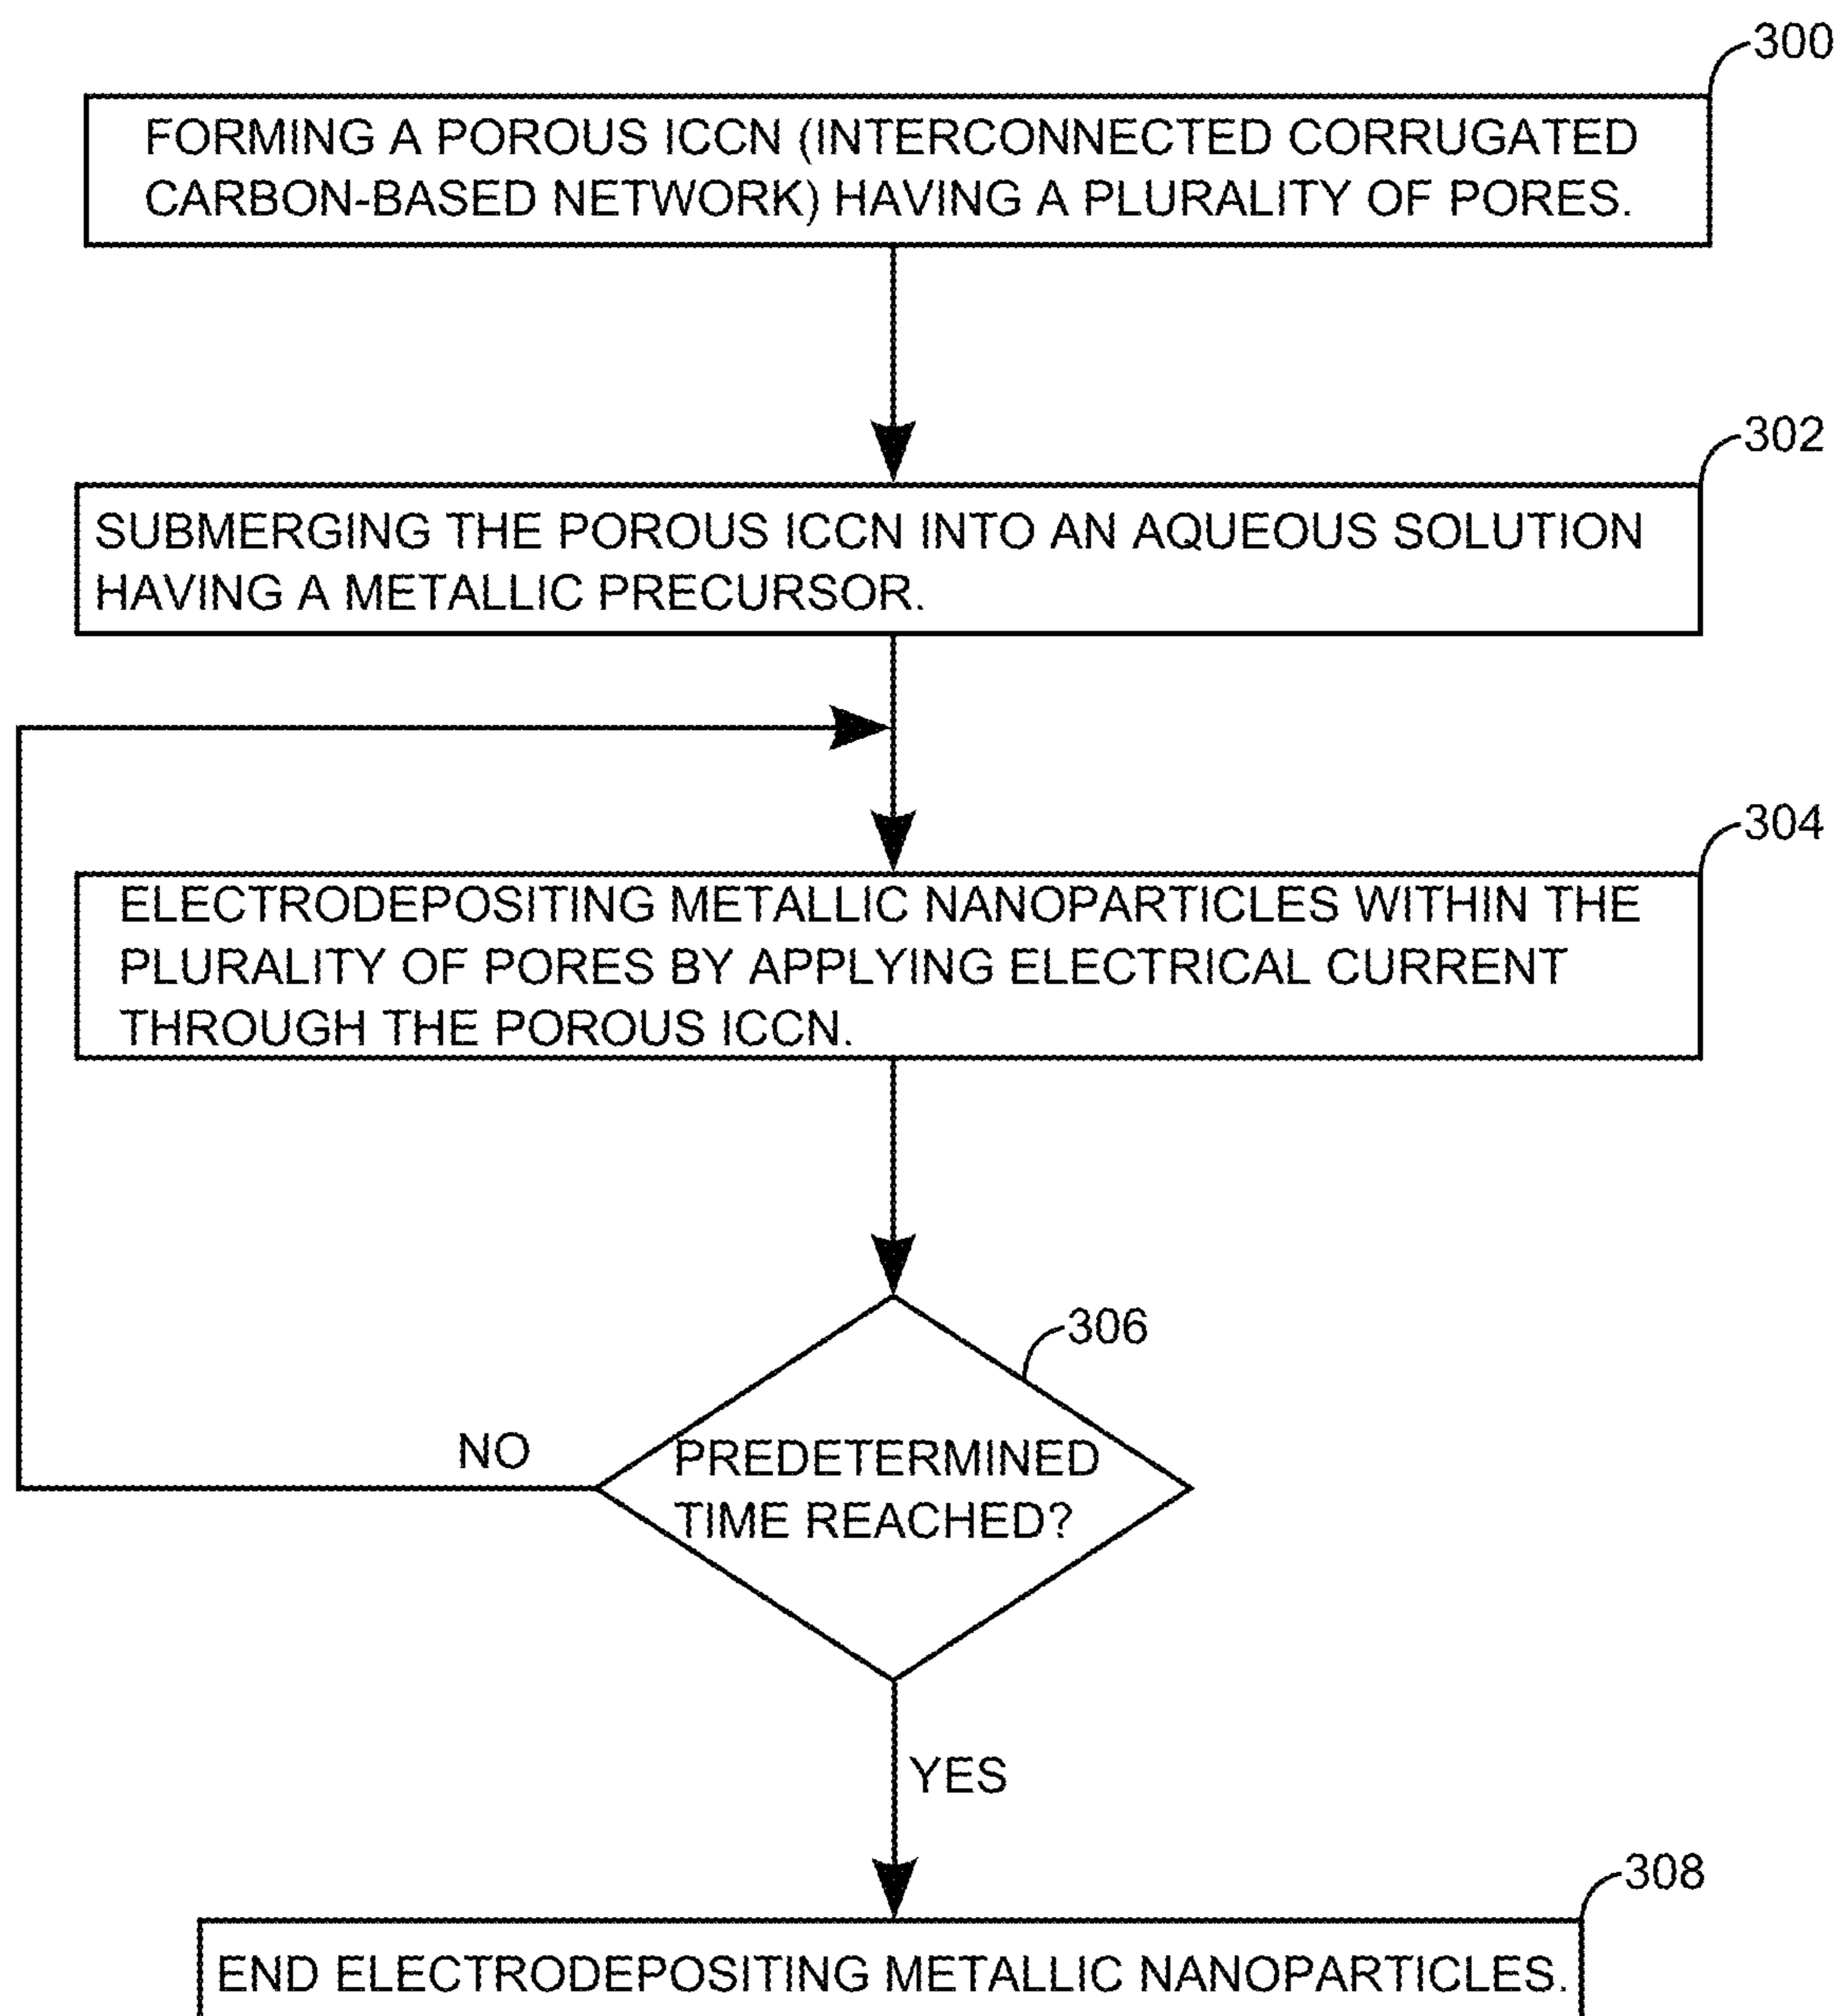 300
FORMING A POROUS ICCN (INTERCONNECTED CORRUGATED
CARBON-BASED NETWORK) HAVING A PLURALITY OF PORES.
302
SUBMERGING THE POROUS ICCN INTO AN AQUEOUS SOLUTION
HAVING A METALLIC PRECURSOR.
304
ELECTRODEPOSITING METALLIC NANOPARTICLES WITHIN THE
PLURALITY OF PORES BY APPLYING ELECTRICAL CURRENT
THROUGH THE POROUS ICCN.
306
NO
PREDETERMINED
TIME REACHED?
YES
308
END ELECTRODEPOSITING METALLIC NANOPARTICLES.